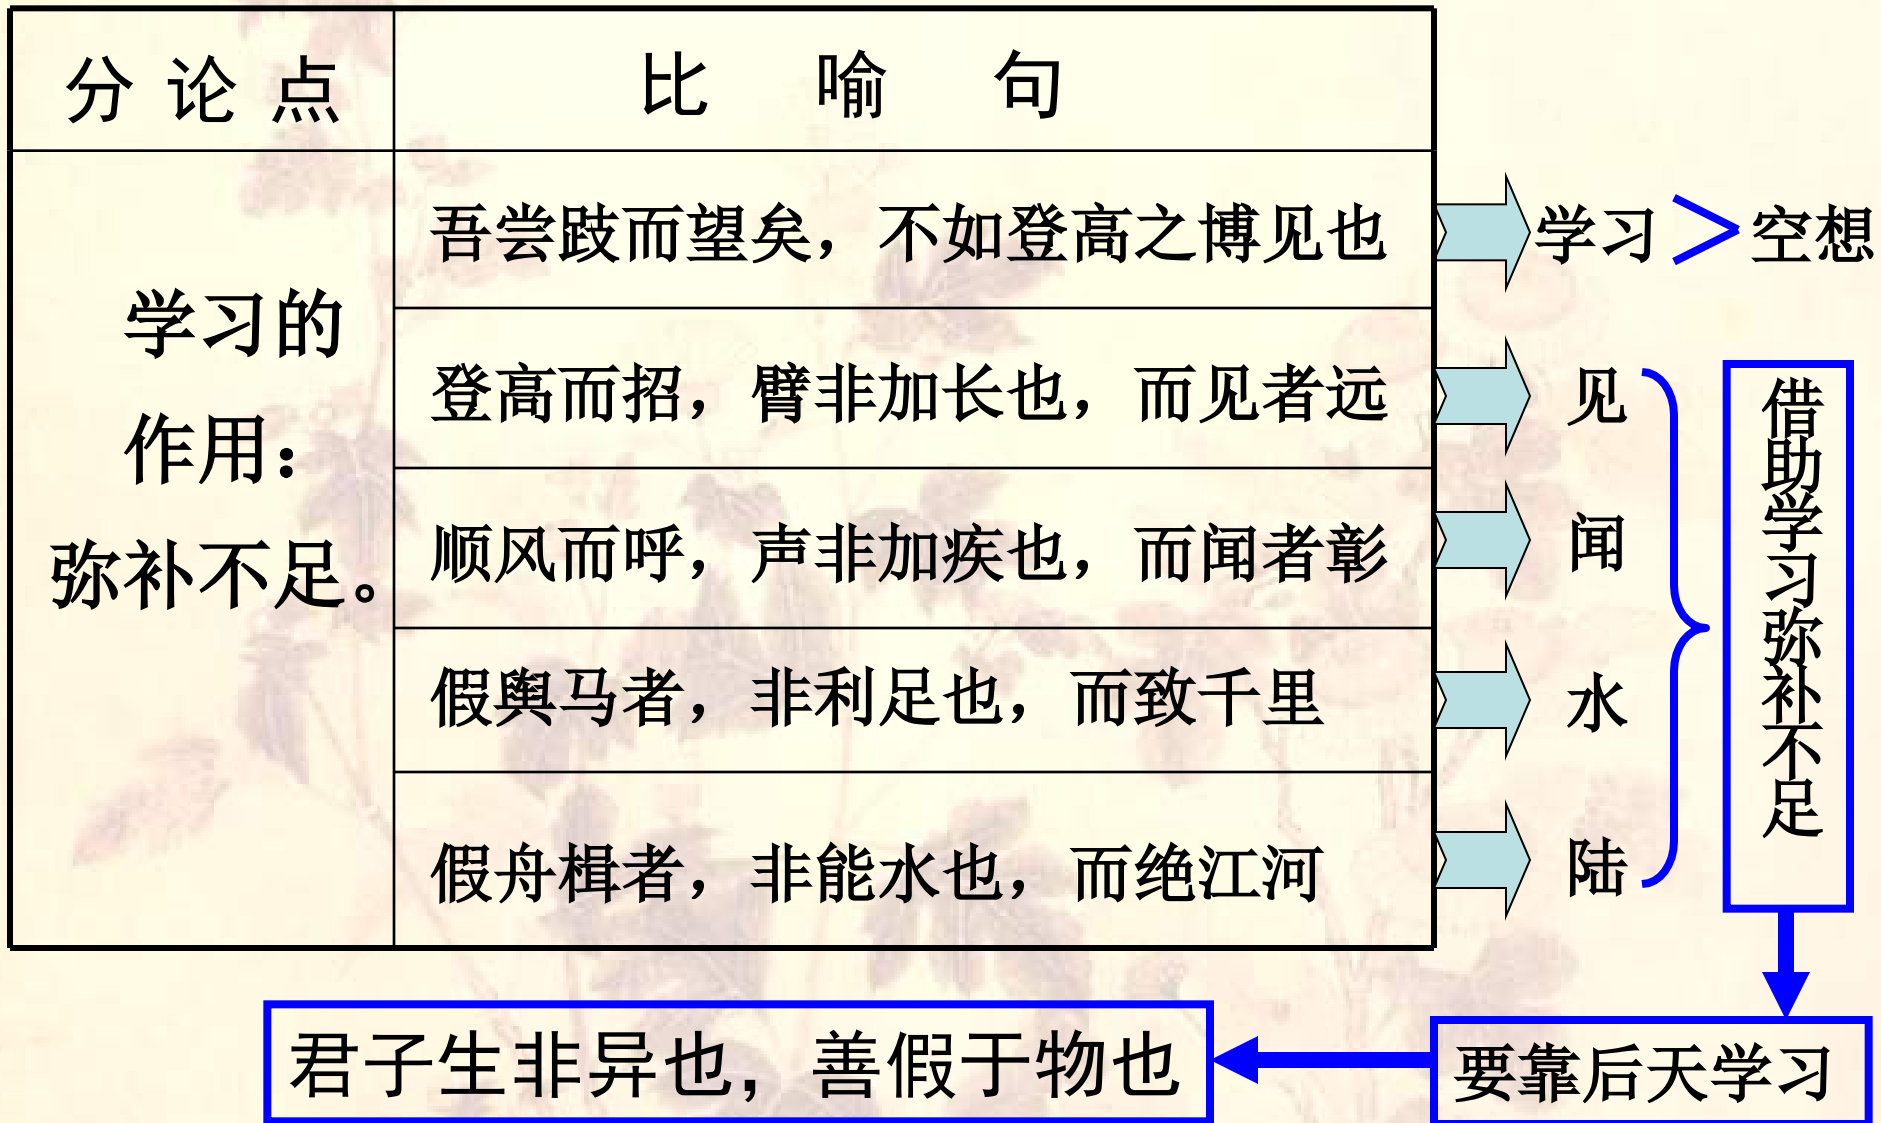 分论点 比喻句
学习的
作用：
弥补不足。
吾尝跂而望矣，不如登高之博见也
学习 > 空想
登高而招，臂非加长也，而见者远
见
顺风而呼，声非加疾也，而闻者彰
闻
假舆马者，非利足也，而致千里
水
假舟楫者，非能水也，而绝江河
陆
借助学习弥补不足
要靠后天学习
君子生非异也，善假于物也